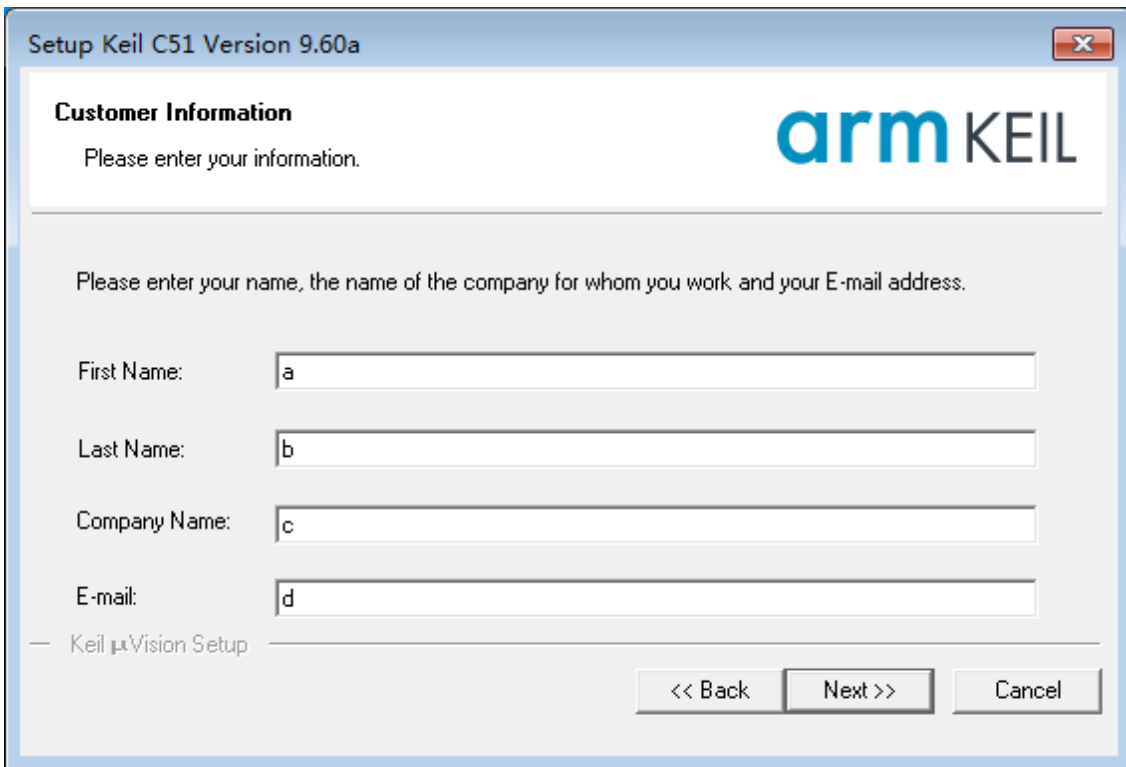 Setup Keil C51 Version 9.60a
Customer Information
Please enter your information.
arm KEIL
Please enter your name, the name of the company for whom you work and your E-mail address.
First Name: a
Last Name: b
Company Name: c
E-mail: d
Keil µVision Setup
<< Back Next >> Cancel